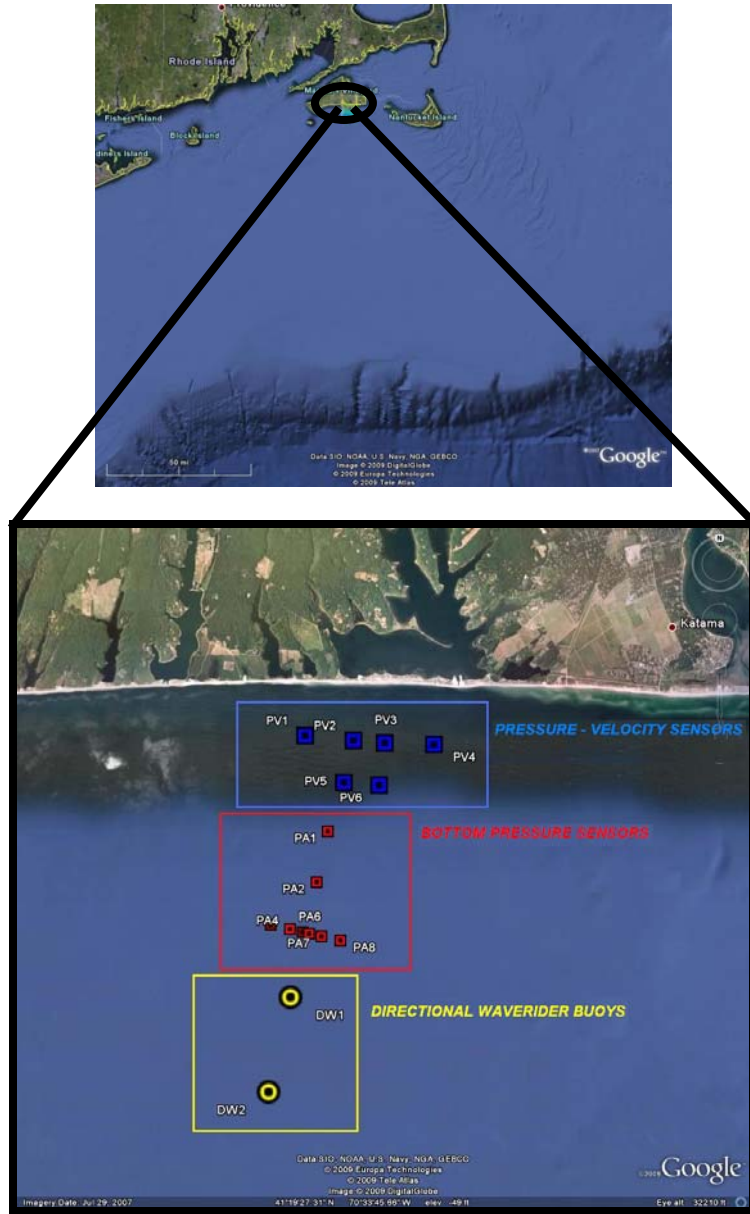 Providence
Rhode Island
Fishers Island
Block Island
Nantucket Island
50 mi
Data SIO, NOAA, U.S. Navy, NGA, GEBCO
Image © 2009 DigitalGlobe
© 2009 Tele Atlas
© 2009 Europa Technologies
Google
N
Katama
PV1
PV2
PV3
PV4
PRESSURE - VELOCITY SENSORS
PV5
PV6
PA1
BOTTOM PRESSURE SENSORS
PA2
PA4
PA6
PA7
PA8
DW1
DIRECTIONAL WAVERIDER BUOYS
DW2
Data SIO, NOAA, U.S. Navy, NGA, GEBCO
© 2009 Europa Technologies
© 2009 Tele Atlas
Image © 2009 DigitalGlobe
©2009 Google
Imagery Date: Jul 29, 2007
41°19'27.31" N 70°33'45.66" W elev -49 ft
Eye alt 32210 ft